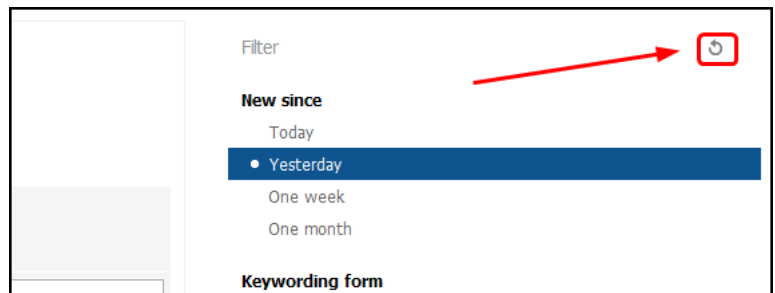 Filter
New since
Today
Yesterday
One week
One month
Keywording form